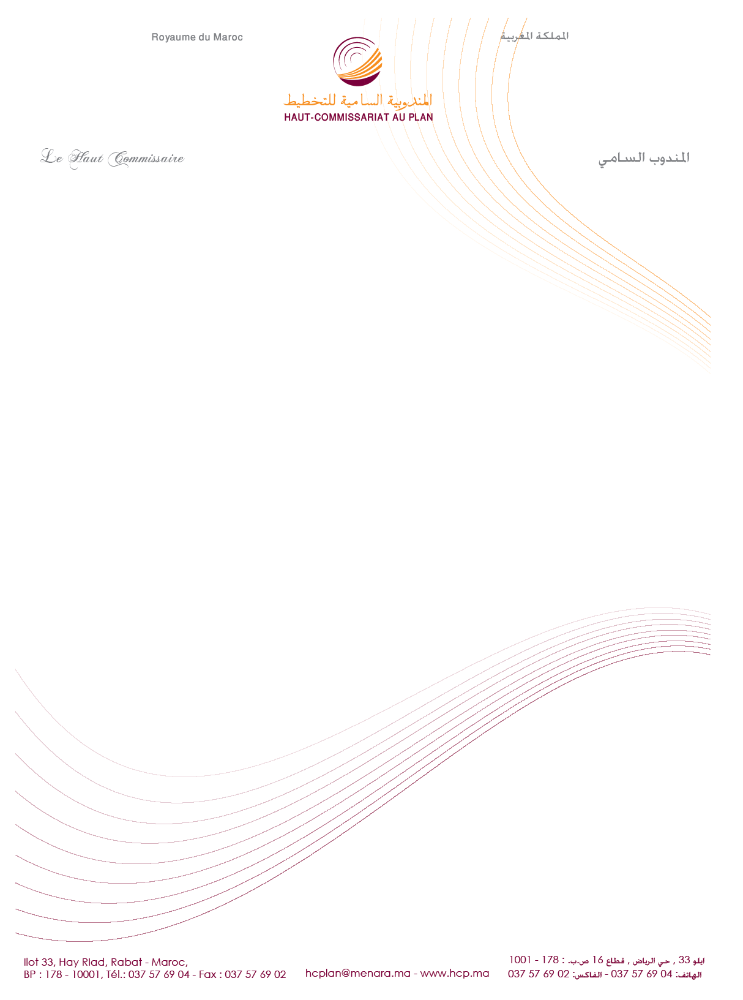 Royaume du Maroc
المملكة المغربية
المندوبية السامية للتخطيط
HAUT-COMMISSARIAT AU PLAN
Le Haut Commissaire
المندوب السامي
Ilot 33, Hay RIad, Rabat - Maroc,
BP : 178 - 10001, Tél.: 037 57 69 04 - Fax : 037 57 69 02
hcplan@menara.ma - www.hcp.ma
ايلو 33 , حي الرياض , قطاع 16 ص.ب. : 178 - 1001
الهاتف: 04 69 57 037 - الفاكس: 02 69 57 037